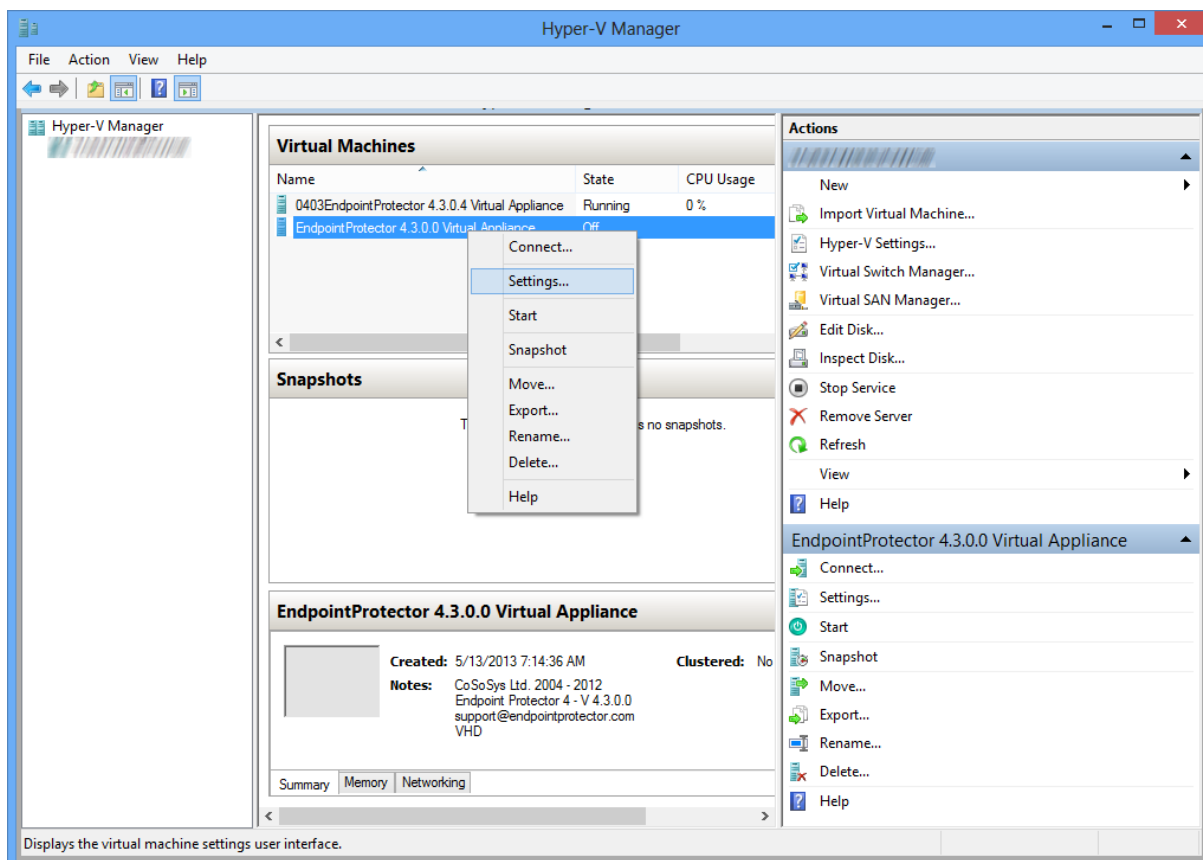 Hyper-V Manager
File Action View Help
Hyper-V Manager
Virtual Machines
Name State CPU Usage
0403EndpointProtector 4.3.0.4 Virtual Appliance Running 0 %
EndpointProtector 4.3.0.0 Virtual Appliance Off
Connect...
Settings...
Start
Snapshot
Move...
Export...
Rename...
Delete...
Help
Snapshots
s no snapshots.
EndpointProtector 4.3.0.0 Virtual Appliance
Created: 5/13/2013 7:14:36 AM Clustered: No
Notes: CoSoSys Ltd. 2004 - 2012
Endpoint Protector 4 - V 4.3.0.0
support@endpointprotector.com
VHD
Summary Memory Networking
Actions
New
Import Virtual Machine...
Hyper-V Settings...
Virtual Switch Manager...
Virtual SAN Manager...
Edit Disk...
Inspect Disk...
Stop Service
Remove Server
Refresh
View
Help
EndpointProtector 4.3.0.0 Virtual Appliance
Connect...
Settings...
Start
Snapshot
Move...
Export...
Rename...
Delete...
Help
Displays the virtual machine settings user interface.